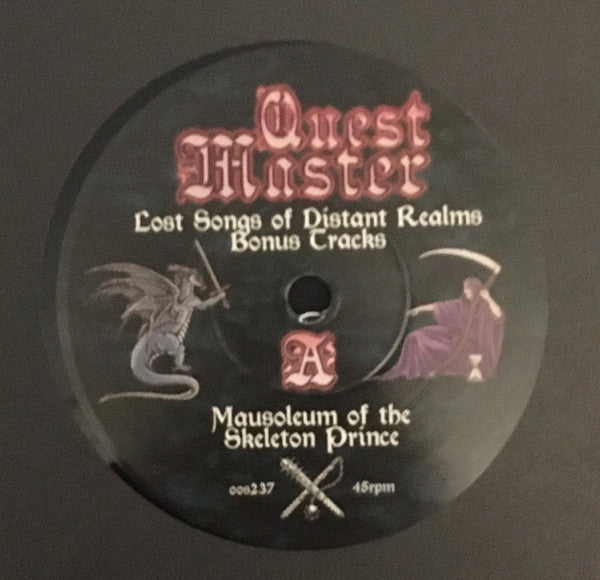 Quest
Master
Lost Songs of Distant Realms
Bonus Tracks
A
Mausoleum of the
Skeleton Prince
45rpm